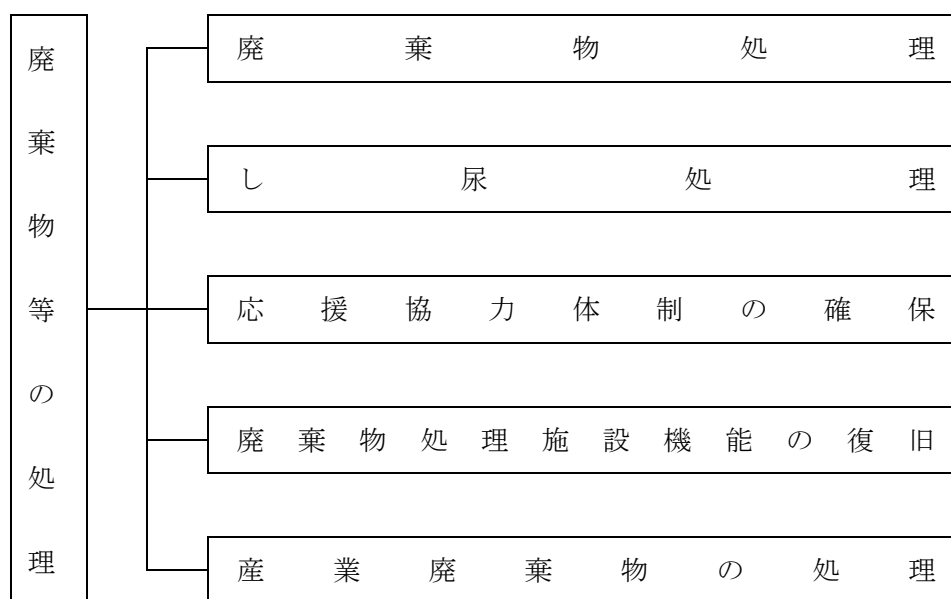 廃棄物等の処理
廃棄物処理
し尿処理
応援協力体制の確保
廃棄物処理施設機能の復旧
産業廃棄物の処理